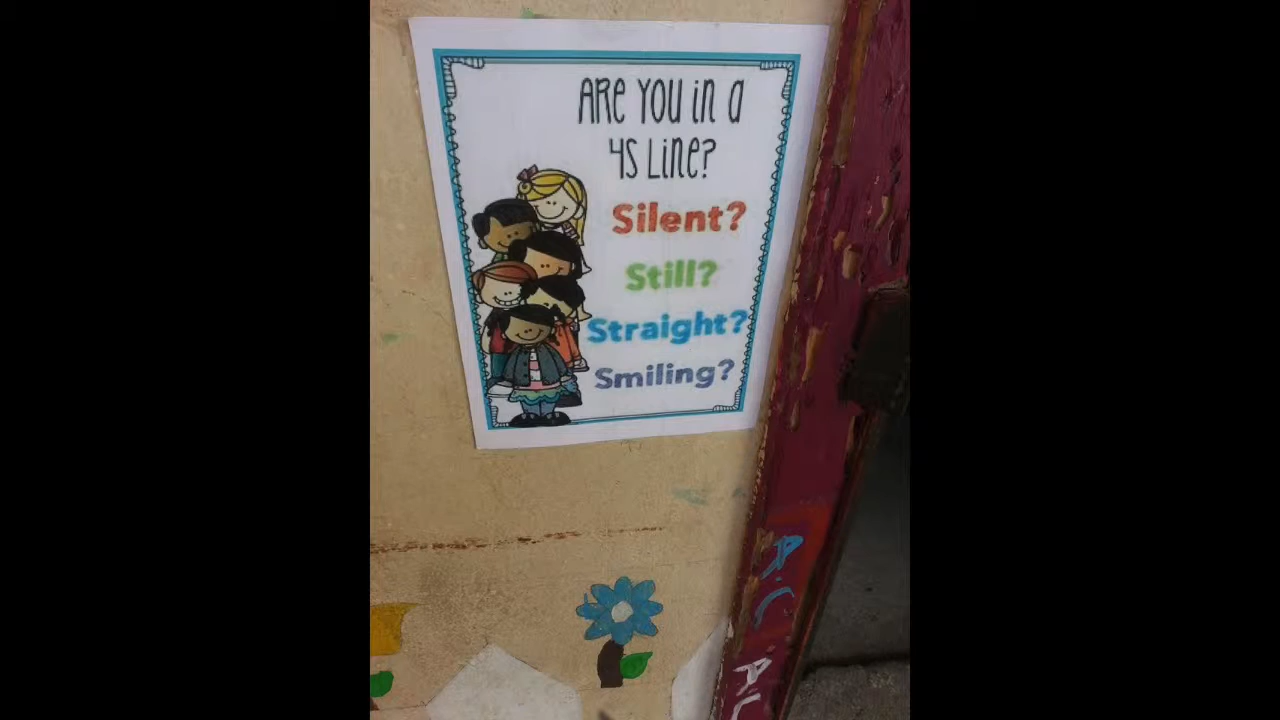 ARE YOU in a
4S Line?
Silent?
Still?
Straight?
Smiling?
A.C
A.L